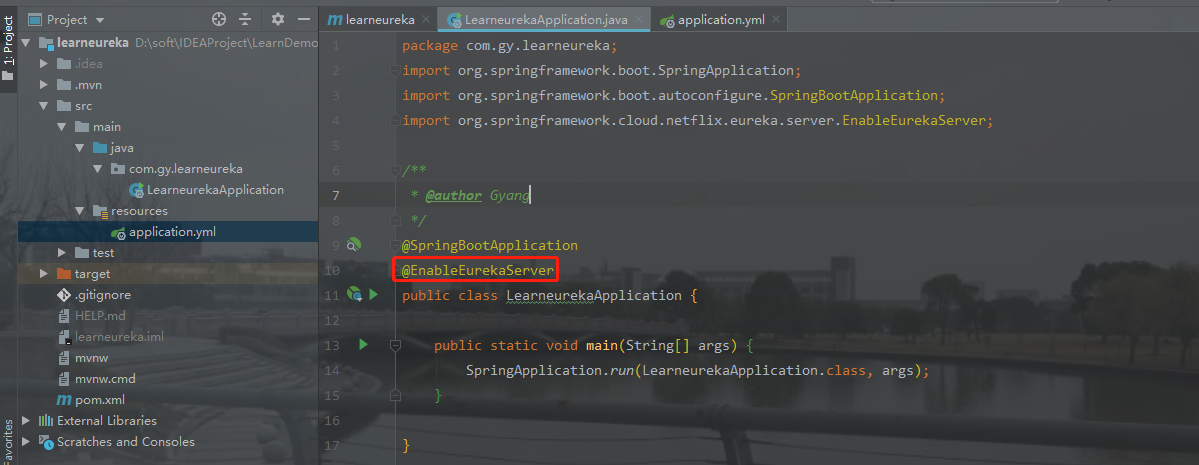 1: Project
Favorites
Project
learneureka D:\soft\IDEAProject\LearnDemo
.idea
.mvn
src
main
java
com.gy.learneureka
LearneurekaApplication
resources
application.yml
test
target
.gitignore
HELP.md
learneureka.iml
mvnw
mvnw.cmd
pom.xml
External Libraries
Scratches and Consoles
learneureka × LearneurekaApplication.java × application.yml ×
1 package com.gy.learneureka;
2 import org.springframework.boot.SpringApplication;
3 import org.springframework.boot.autoconfigure.SpringBootApplication;
4 import org.springframework.cloud.netflix.eureka.server.EnableEurekaServer;
5
6 /**
7 * @author Gyang
8 */
9 @SpringBootApplication
10 @EnableEurekaServer
11 public class LearneurekaApplication {
12
13 public static void main(String[] args) {
14 SpringApplication.run(LearneurekaApplication.class, args);
15 }
16
17 }